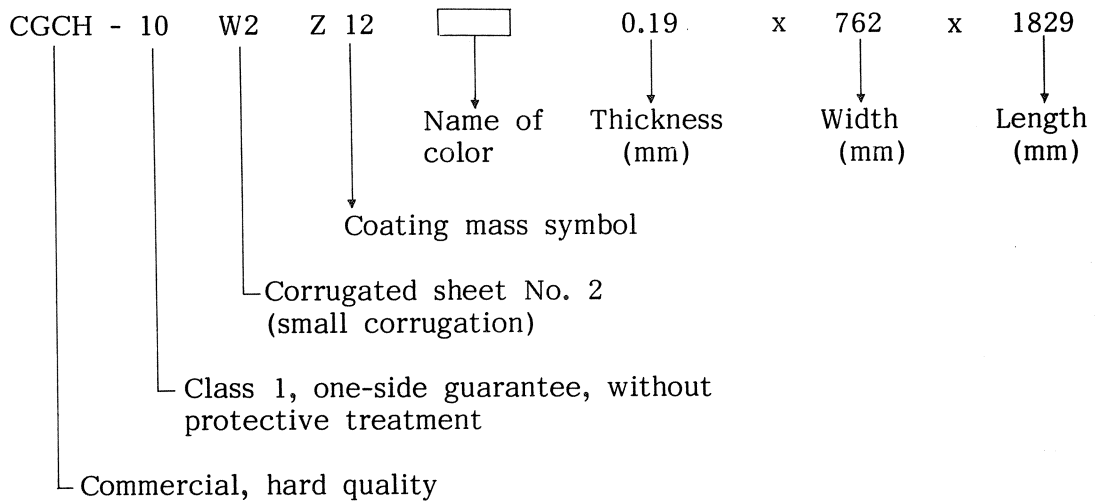 CGCH - 10 W2 Z 12 0.19 x 762 x 1829
Name of color
Thickness (mm)
Width (mm)
Length (mm)
Coating mass symbol
Corrugated sheet No. 2
(small corrugation)
Class 1, one-side guarantee, without
protective treatment
Commercial, hard quality